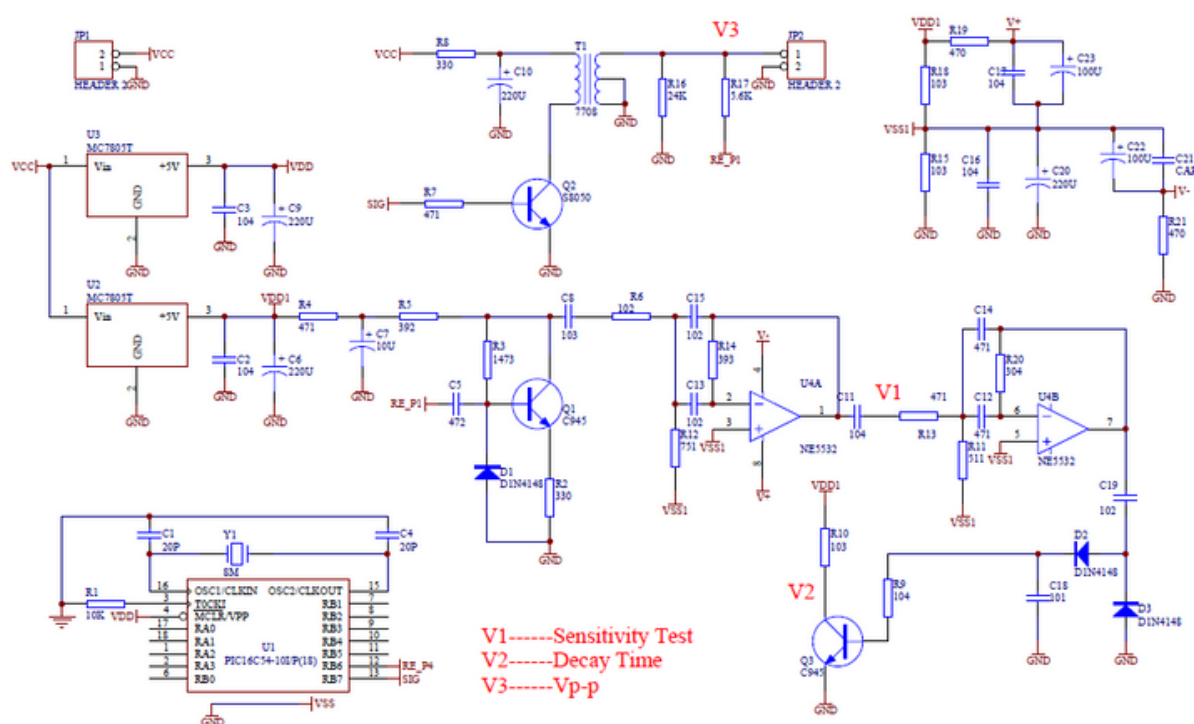 JP1
2
1
VCC
GND
HEADER 2
VCC
R8
330
C10
220U
GND
T1
7708
GND
V3
R16
24K
GND
R17
5.6K
RE_P1
JP2
1
2
GND
HEADER 2
VDD1
R19
470
V+
R18
103
C17
104
C23
100U
GND
VSS1
R15
103
GND
C16
104
GND
C20
220U
GND
C22
100U
C21
V-
R21
470
GND
U3
MC7805T
VCC
1
Vin
+5V
3
VDD
GND
2
GND
C3
104
GND
C9
220U
GND
SIG
R7
471
Q2
S8050
GND
U2
MC7805T
1
Vin
+5V
3
VDD1
GND
2
GND
C2
104
GND
C6
220U
GND
R4
471
C7
10U
GND
R5
392
R3
1473
RE_P1
C5
472
Q1
C945
D1
D1N4148
R2
330
GND
C8
103
R6
102
C15
102
R14
393
C13
102
R12
751
VSS1
V-
4
2
3
VSS1
U4A
1
NE5532
8
V+
C11
104
V1
471
R13
C14
471
R20
304
C12
471
R11
511
VSS1
6
5
VSS1
U4B
7
NE5532
C19
102
D2
D1N4148
D3
D1N4148
GND
C18
101
GND
R9
104
VDD1
R10
103
V2
Q3
C945
GND
C1
20P
Y1
8M
C4
20P
R1
10K
VDD
16
3
4
17
18
1
2
6
OSC1/CLKIN
T0CKI
MCLR/VPP
RA0
RA1
RA2
RA3
RB0
OSC2/CLKOUT
RB1
RB2
RB3
RB4
RB5
RB6
RB7
15
7
8
9
10
11
12
13
RE_P4
SIG
U1
PIC16C54-10I/P(18)
GND
VSS
V1------Sensitivity Test
V2------Decay Time
V3------Vp-p